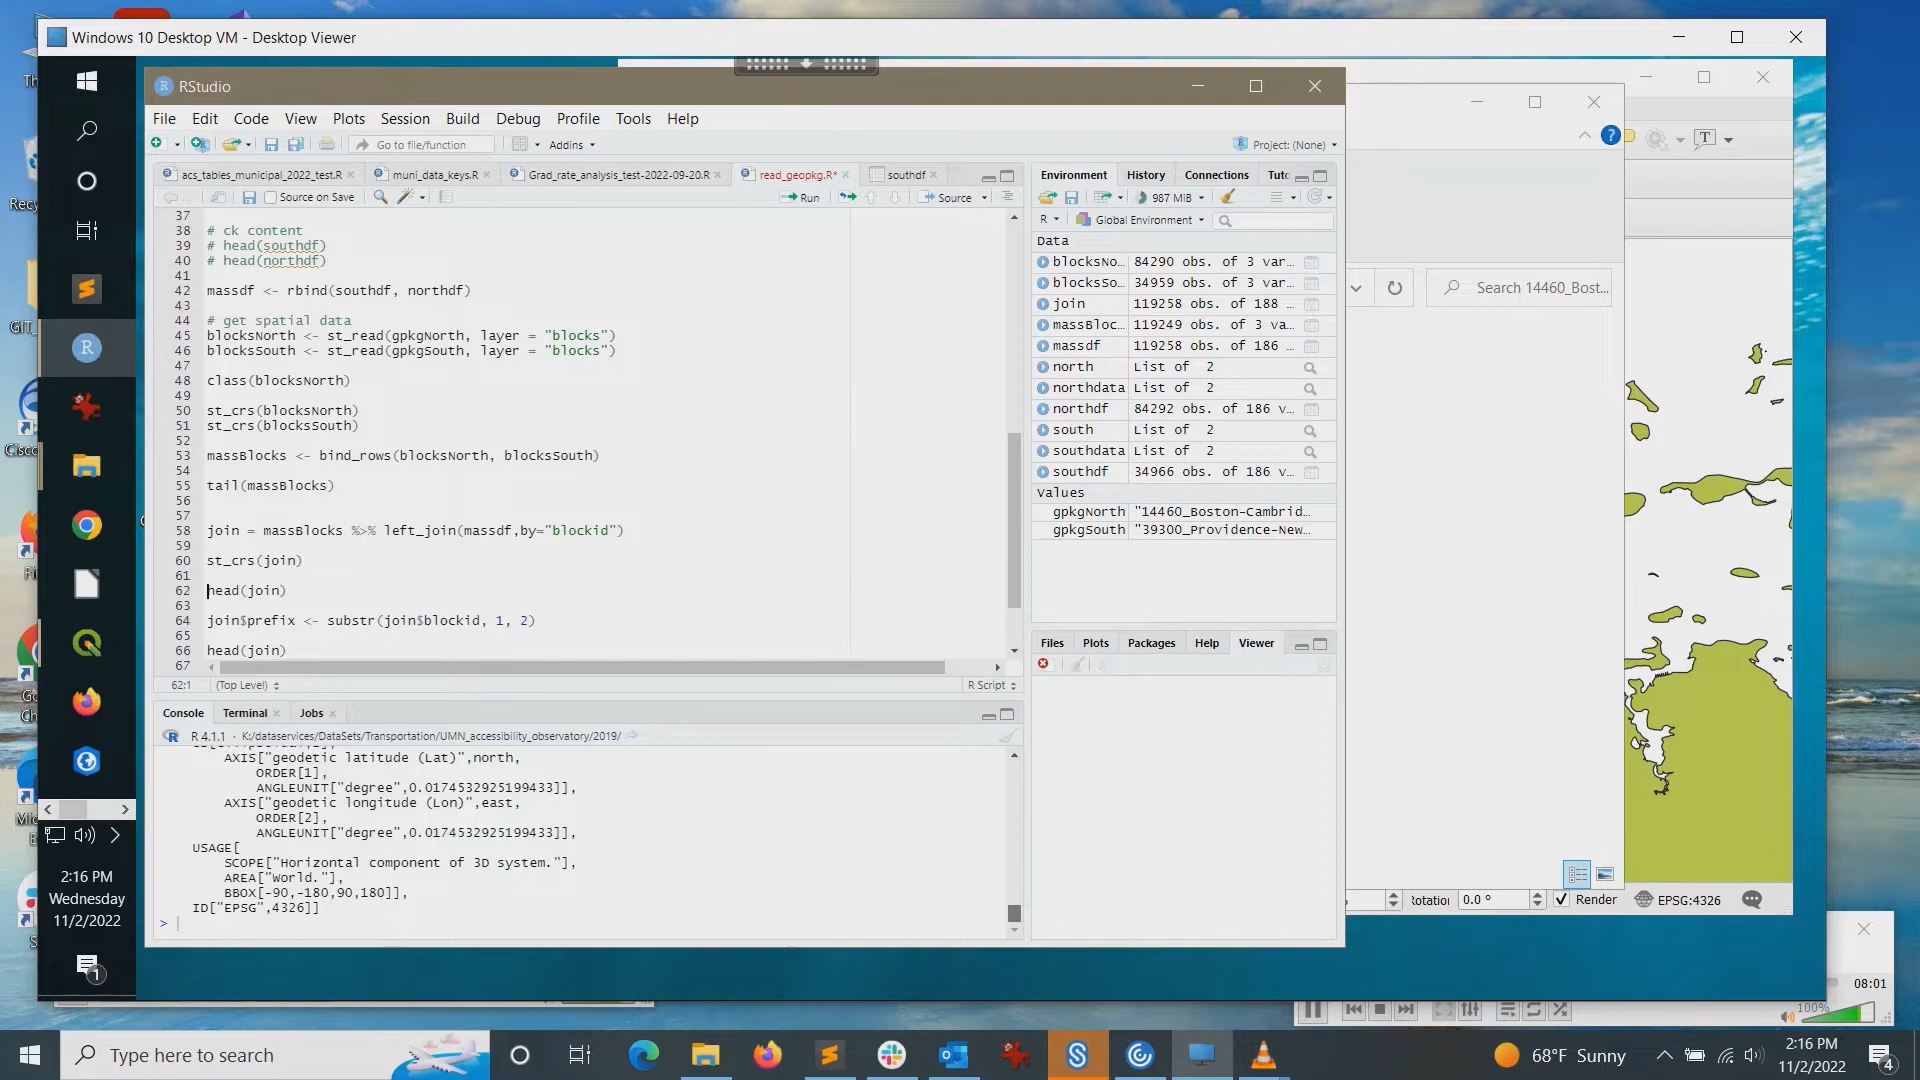 Windows 10 Desktop VM - Desktop Viewer
RStudio
File Edit Code View Plots Session Build Debug Profile Tools Help
Go to file/function
Addins
Project: (None)
acs_tables_municipal_2022_test.R
muni_data_keys.R
Grad_rate_analysis_test-2022-09-20.R
read_geopkg.R*
southdf
Source on Save
Run
Source
37
38 # ck content
39 # head(southdf)
40 # head(northdf)
41
42 massdf <- rbind(southdf, northdf)
43
44 # get spatial data
45 blocksNorth <- st_read(gpkgNorth, layer = "blocks")
46 blocksSouth <- st_read(gpkgSouth, layer = "blocks")
47
48 class(blocksNorth)
49
50 st_crs(blocksNorth)
51 st_crs(blocksSouth)
52
53 massBlocks <- bind_rows(blocksNorth, blocksSouth)
54
55 tail(massBlocks)
56
57
58 join = massBlocks %>% left_join(massdf,by="blockid")
59
60 st_crs(join)
61
62 head(join)
63
64 join$prefix <- substr(join$blockid, 1, 2)
65
66 head(join)
67
62:1 (Top Level)
R Script
Console Terminal Jobs
R 4.1.1 · K:/dataservices/DataSets/Transportation/UMN_accessibility_observatory/2019/
AXIS["geodetic latitude (Lat)",north,
ORDER[1],
ANGLEUNIT["degree",0.0174532925199433]],
AXIS["geodetic longitude (Lon)",east,
ORDER[2],
ANGLEUNIT["degree",0.0174532925199433]],
USAGE[
SCOPE["Horizontal component of 3D system."],
AREA["World."],
BBOX[-90,-180,90,180]],
ID["EPSG",4326]]
>
Environment History Connections Tuto
987 MiB
R Global Environment
Data
blocksNo… 84290 obs. of 3 var…
blocksSo… 34959 obs. of 3 var…
join 119258 obs. of 188 …
massBloc… 119249 obs. of 3 va…
massdf 119258 obs. of 186 …
north List of 2
northdata List of 2
northdf 84292 obs. of 186 v…
south List of 2
southdata List of 2
southdf 34966 obs. of 186 v…
Values
gpkgNorth "14460_Boston-Cambrid…
gpkgSouth "39300_Providence-New…
Files Plots Packages Help Viewer
Search 14460_Bost...
T
Rotation 0.0 ° Render EPSG:4326
08:01
100%
2:16 PM
Wednesday
11/2/2022
1
Type here to search
68°F Sunny
2:16 PM
11/2/2022
4